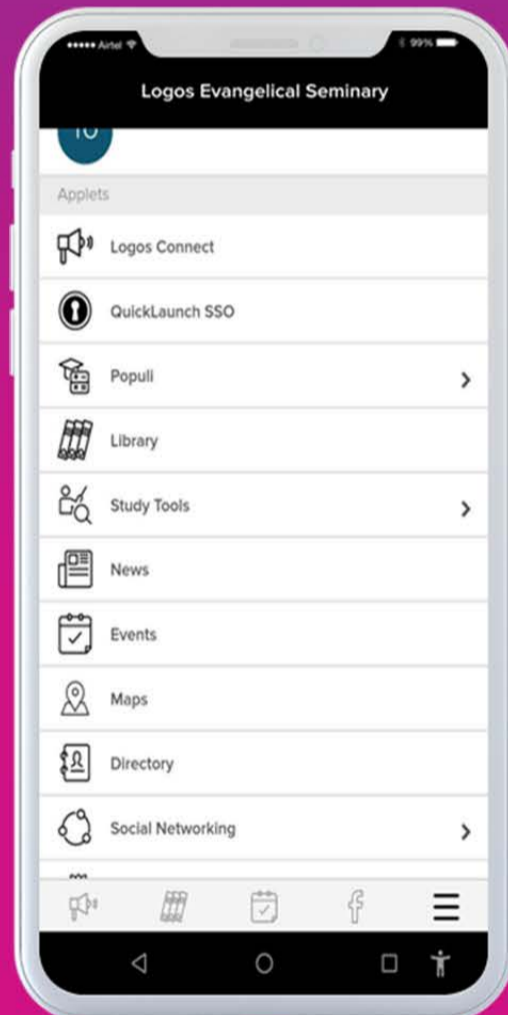 Airtel 99%
Logos Evangelical Seminary
Applets
Logos Connect
QuickLaunch SSO
Populi
Library
Study Tools
News
Events
Maps
Directory
Social Networking